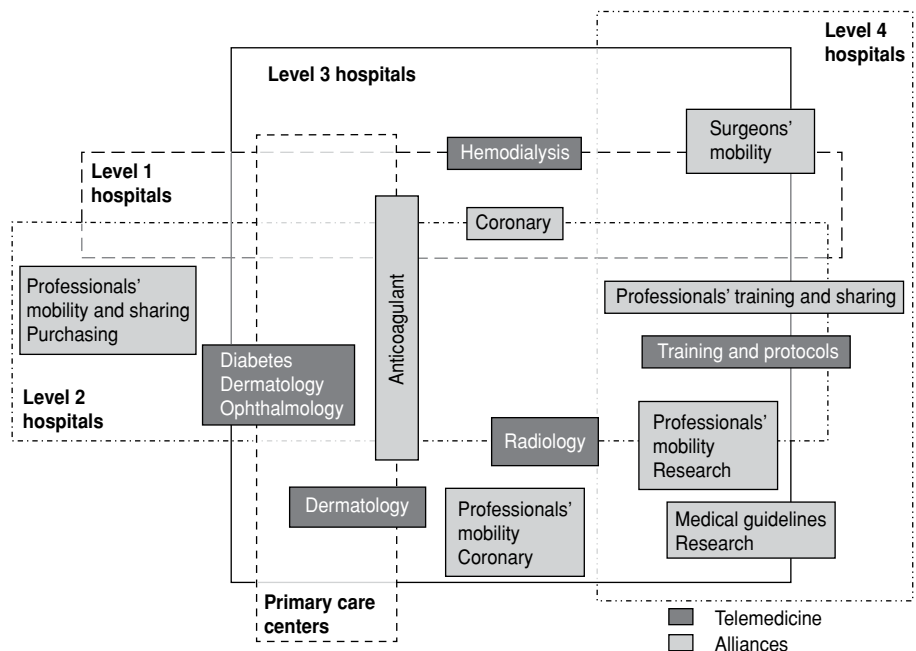 Level 4
hospitals
Level 3 hospitals
Surgeons’
mobility
Hemodialysis
Level 1
hospitals
Coronary
Professionals’
mobility and sharing
Purchasing
Anticoagulant
Professionals’ training and sharing
Diabetes
Dermatology
Ophthalmology
Training and protocols
Level 2
hospitals
Radiology
Professionals’
mobility
Research
Dermatology
Professionals’
mobility
Coronary
Medical guidelines
Research
Primary care
centers
Telemedicine
Alliances